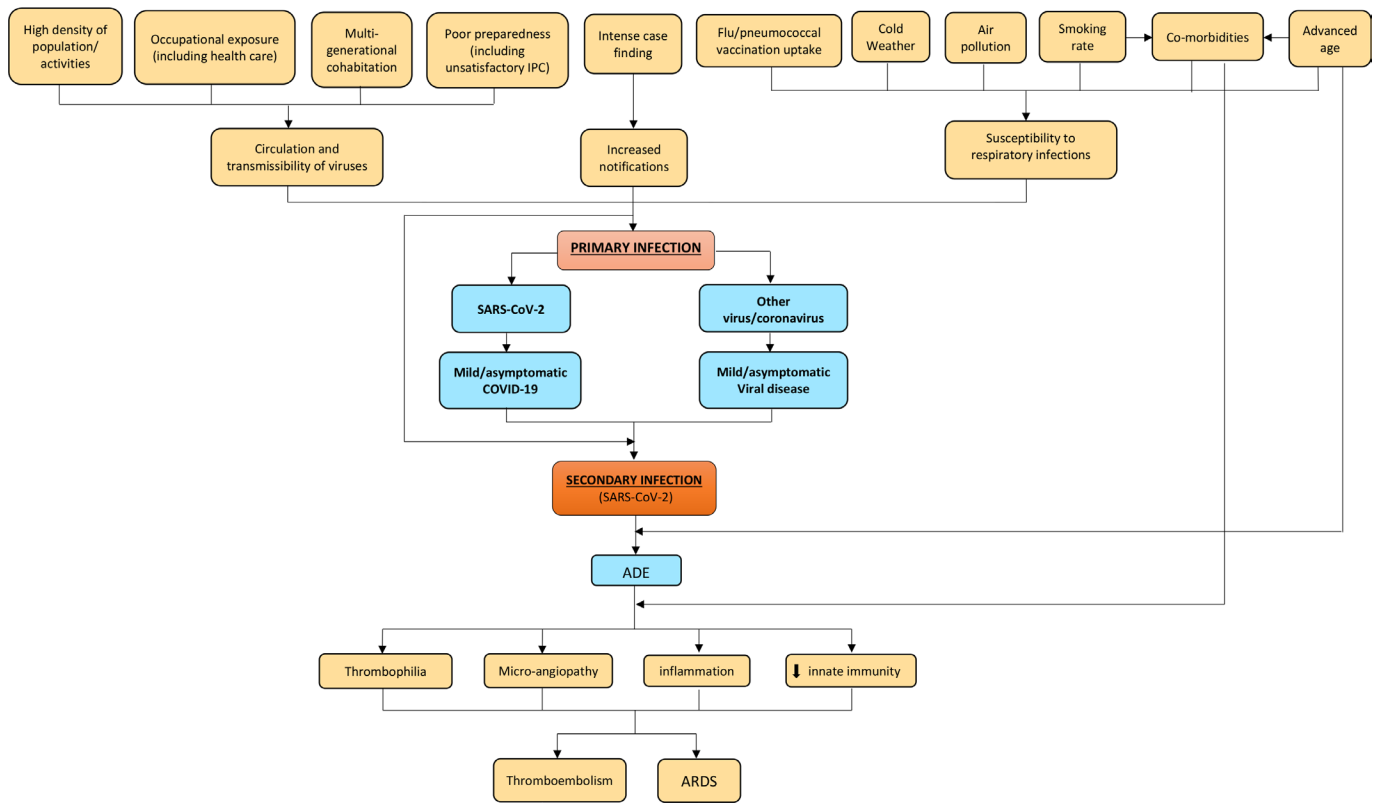 High density of
population/
activities
Occupational exposure
(including health care)
Multi-
generational
cohabitation
Poor preparedness
(including
unsatisfactory IPC)
Intense case
finding
Flu/pneumococcal
vaccination uptake
Cold
Weather
Air
pollution
Smoking
rate
Co-morbidities
Advanced
age
Circulation and
transmissibility of viruses
Increased
notifications
Susceptibility to
respiratory infections
PRIMARY INFECTION
SARS-CoV-2
Other
virus/coronavirus
Mild/asymptomatic
COVID-19
Mild/asymptomatic
Viral disease
SECONDARY INFECTION
(SARS-CoV-2)
ADE
Thrombophilia
Micro-angiopathy
inflammation
innate immunity
Thromboembolism
ARDS